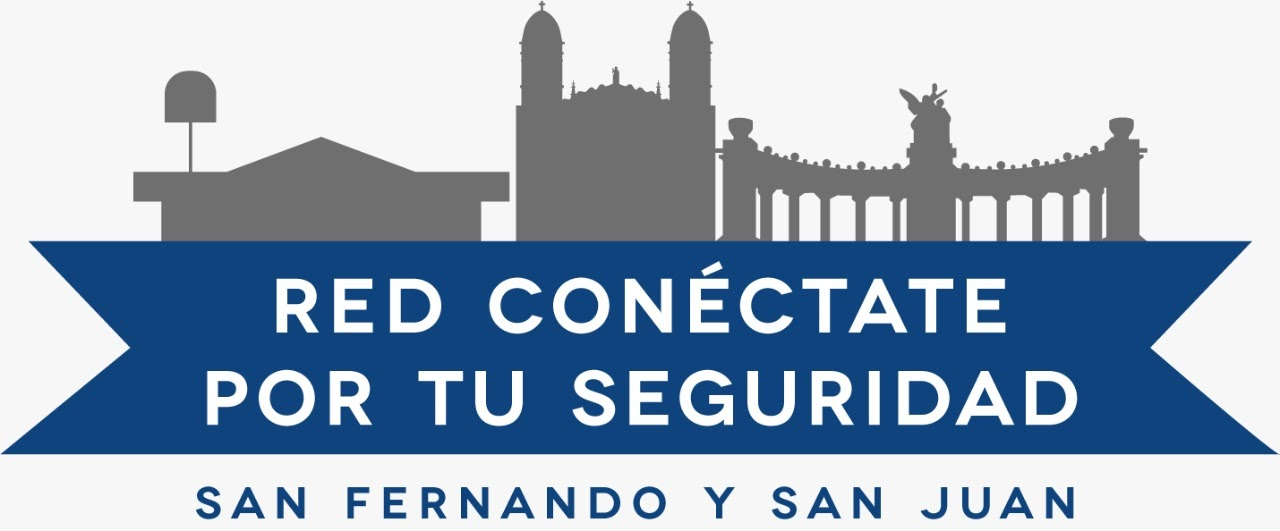 RED CONÉCTATE
POR TU SEGURIDAD
SAN FERNANDO Y SAN JUAN